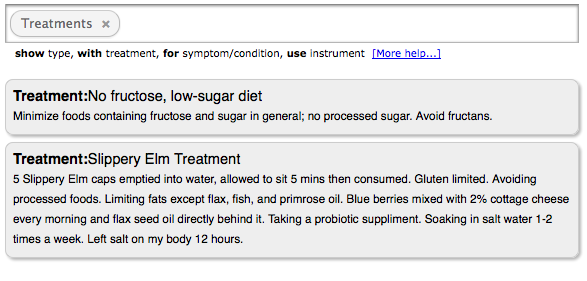 Treatments ×
show type, with treatment, for symptom/condition, use instrument [More help...]
Treatment:No fructose, low-sugar diet
Minimize foods containing fructose and sugar in general; no processed sugar. Avoid fructans.
Treatment:Slippery Elm Treatment
5 Slippery Elm caps emptied into water, allowed to sit 5 mins then consumed. Gluten limited. Avoiding
processed foods. Limiting fats except flax, fish, and primrose oil. Blue berries mixed with 2% cottage cheese
every morning and flax seed oil directly behind it. Taking a probiotic suppliment. Soaking in salt water 1-2
times a week. Left salt on my body 12 hours.